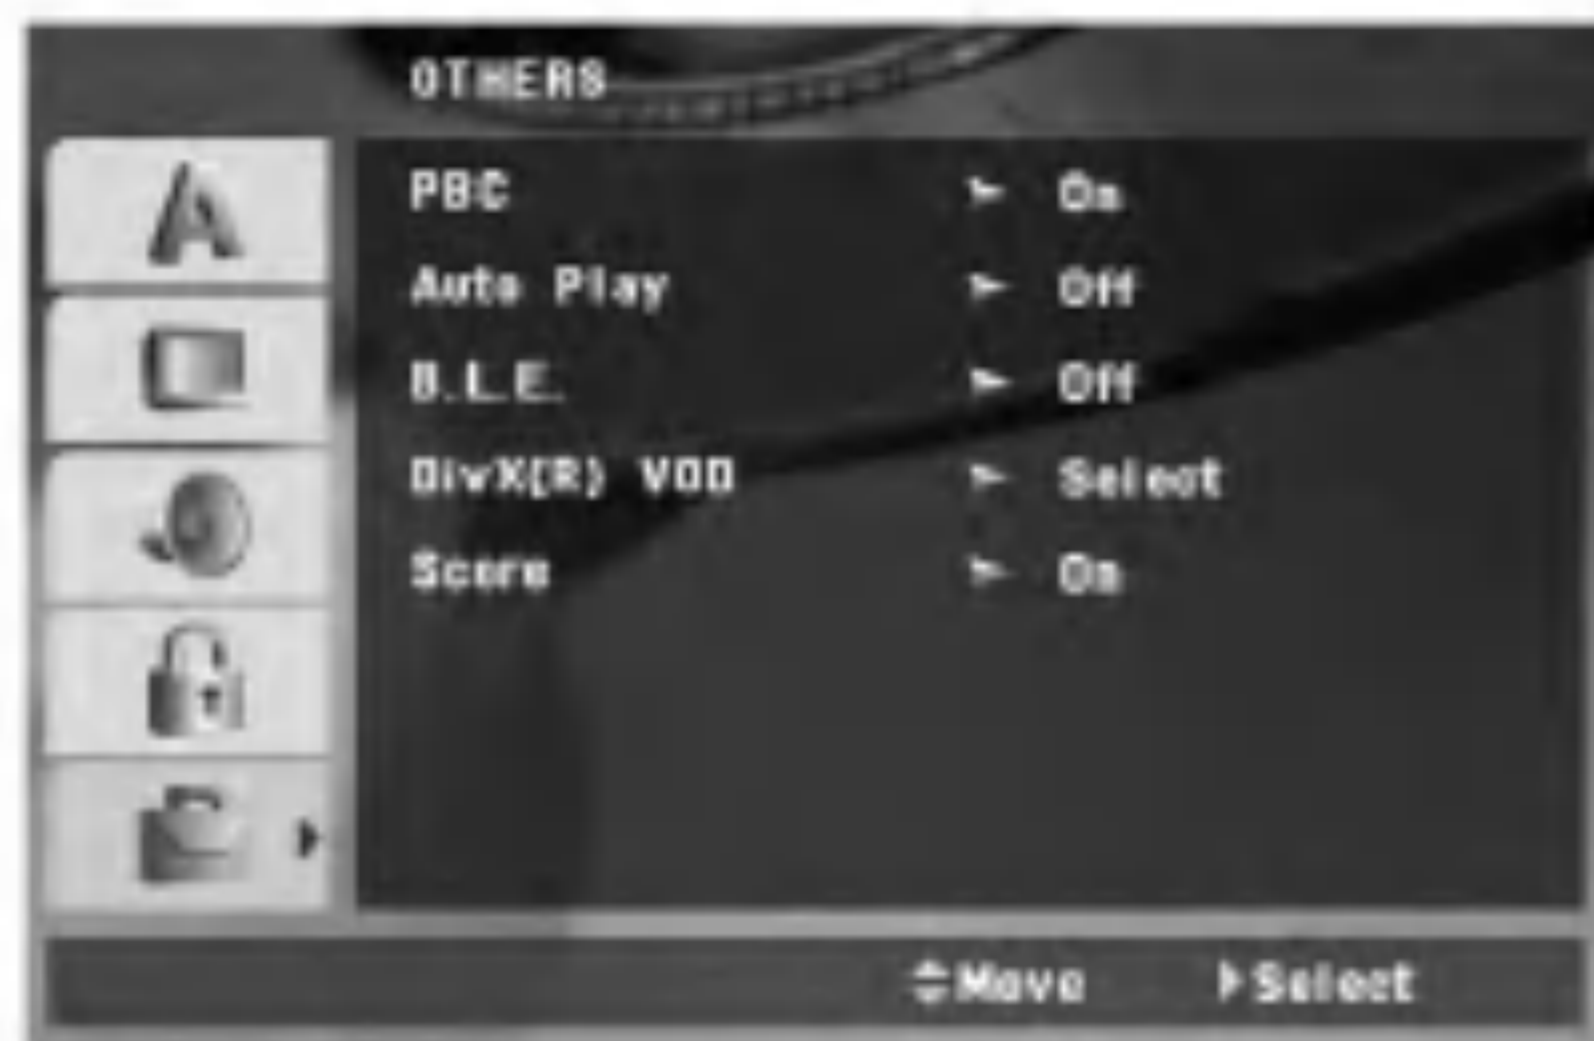 OTHERS
PBC ► On
Auto Play ► Off
B.L.E. ► Off
DivX(R) VOD ► Select
Score ► On
Move Select